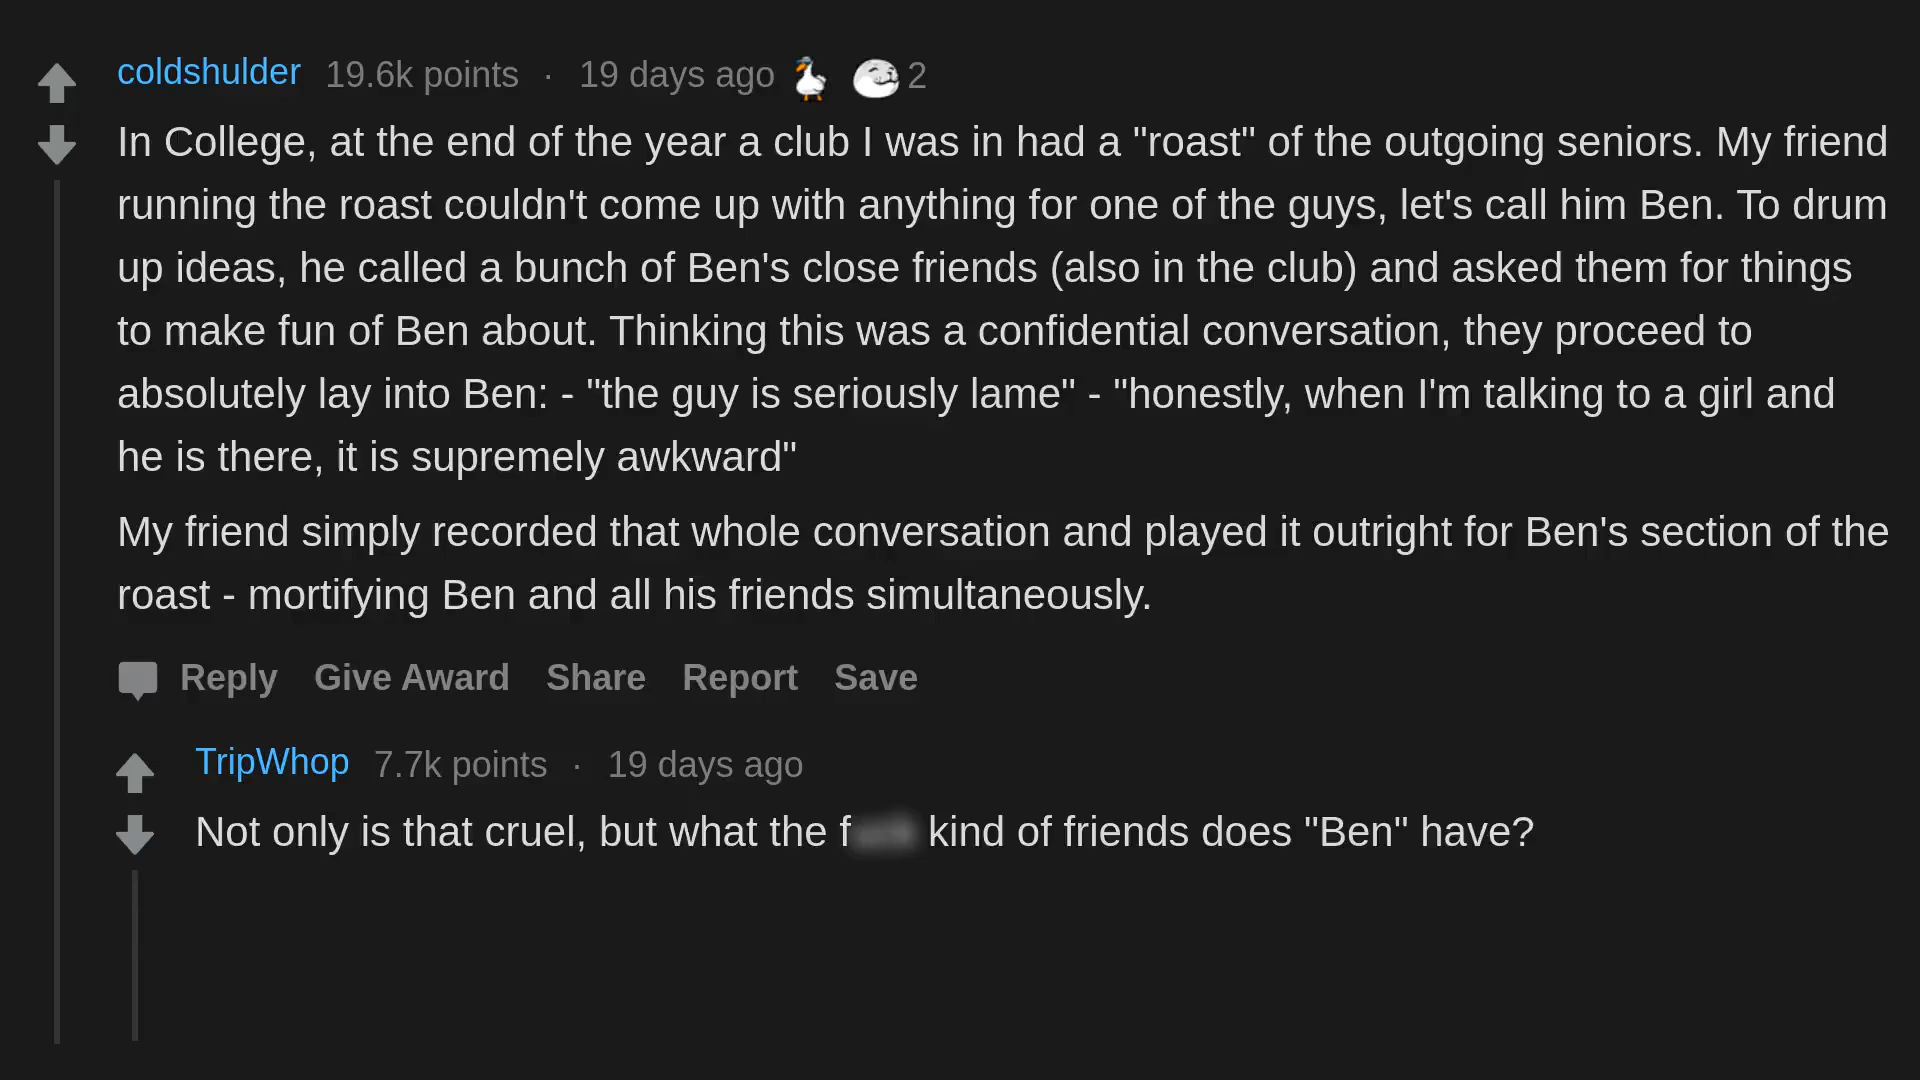 coldshulder 19.6k points · 19 days ago 2
In College, at the end of the year a club I was in had a "roast" of the outgoing seniors. My friend
running the roast couldn't come up with anything for one of the guys, let's call him Ben. To drum
up ideas, he called a bunch of Ben's close friends (also in the club) and asked them for things
to make fun of Ben about. Thinking this was a confidential conversation, they proceed to
absolutely lay into Ben: - "the guy is seriously lame" - "honestly, when I'm talking to a girl and
he is there, it is supremely awkward"
My friend simply recorded that whole conversation and played it outright for Ben's section of the
roast - mortifying Ben and all his friends simultaneously.
Reply Give Award Share Report Save
TripWhop 7.7k points · 19 days ago
Not only is that cruel, but what the kind of friends does "Ben" have?